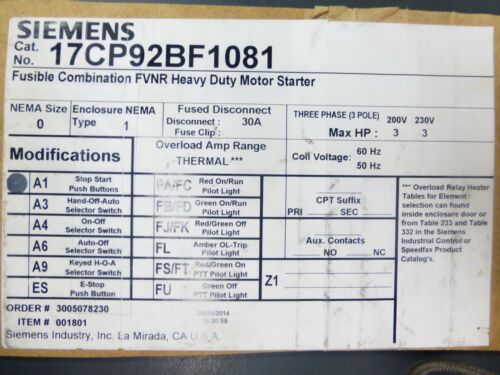 SIEMENS
Cat. No. 17CP92BF1081
Fusible Combination FVNR Heavy Duty Motor Starter
NEMA Size 0
Enclosure NEMA Type 1
Fused Disconnect
Disconnect : 30A
Fuse Clip :
THREE PHASE (3 POLE) 200V 230V
Max HP : 3 3
Modifications
Overload Amp Range
THERMAL ***
Coil Voltage: 60 Hz
50 Hz
A1 Stop Start Push Buttons
PA/FC Red On/Run Pilot Light
A3 Hand-Off-Auto Selector Switch
FB/FD Green On/Run Pilot Light
A4 On-Off Selector Switch
FJ/FK Red/Green Off Pilot Light
A6 Auto-Off Selector Switch
FL Amber OL-Trip Pilot Light
A9 Keyed H-O-A Selector Switch
FS/FT Red/Green On PTT Pilot Light
ES E-Stop Push Button
FU Green Off PTT Pilot Light
CPT Suffix
PRI SEC
Aux. Contacts
NO NC
Z1
*** Overload Relay Heater
Tables for Element
selection can found
inside enclosure door or
from Table 233 and Table
332 in the Siemens
Industrial Control or
Speedfax Product
Catalog's.
ORDER # 3005078230
ITEM # 001801
Siemens Industry, Inc. La Mirada, CA U.S.A.